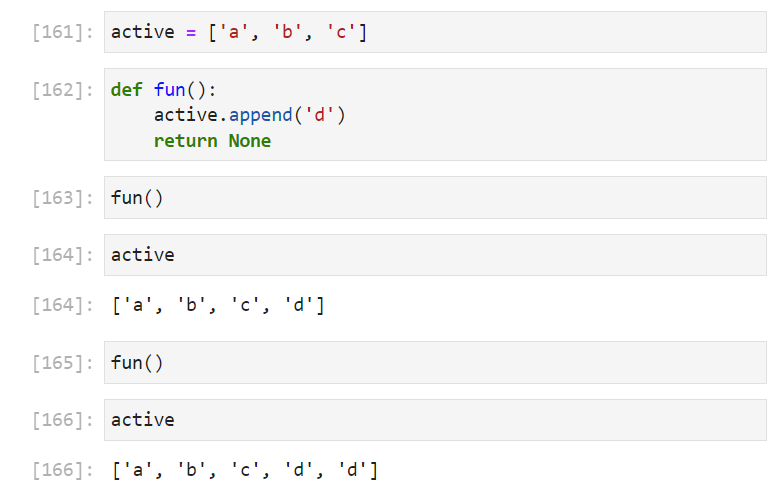 [161]: active = ['a', 'b', 'c']
[162]: def fun():
    active.append('d')
    return None
[163]: fun()
[164]: active
[164]: ['a', 'b', 'c', 'd']
[165]: fun()
[166]: active
[166]: ['a', 'b', 'c', 'd', 'd']